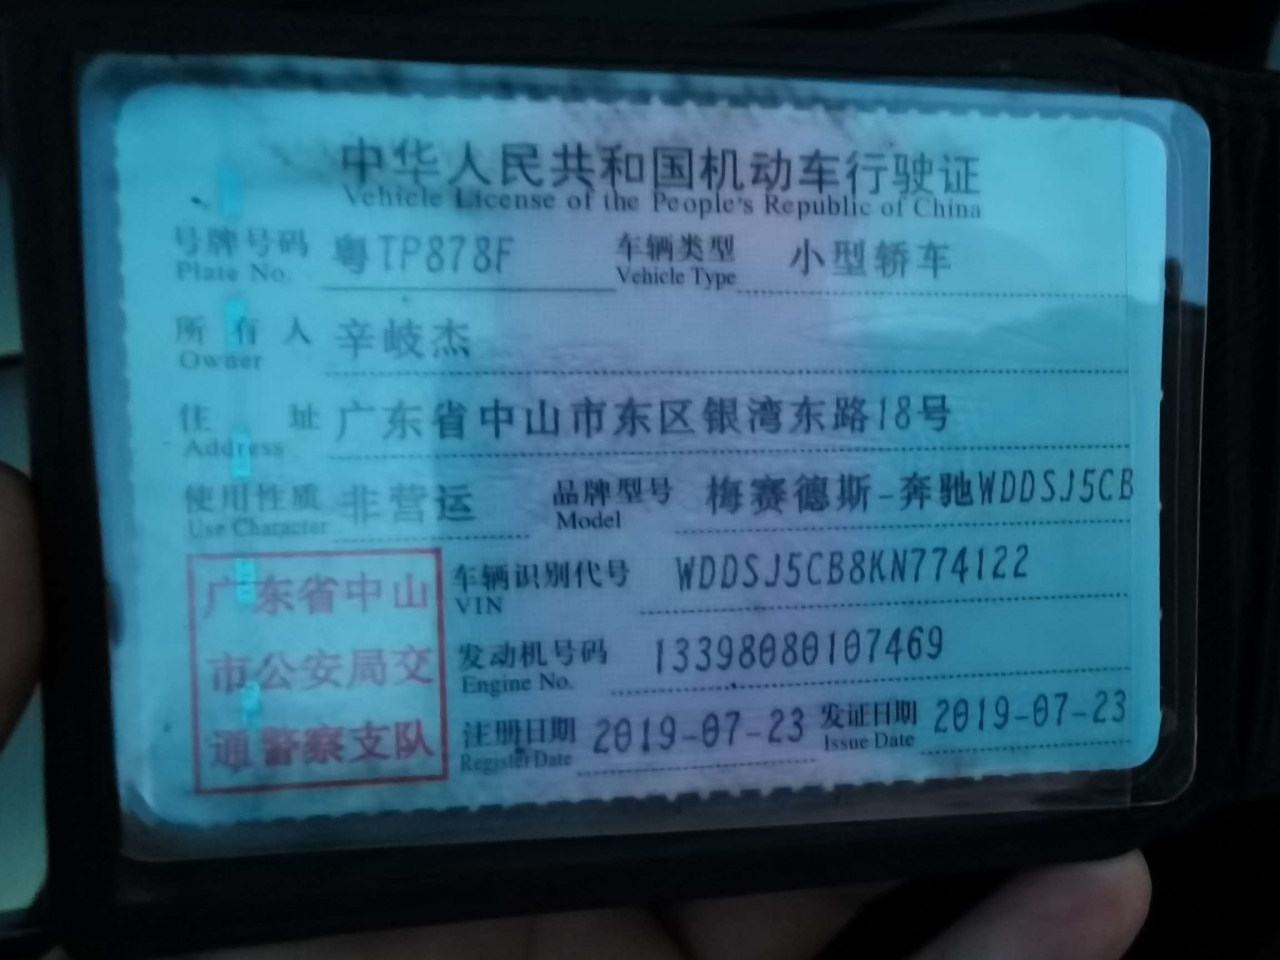 中华人民共和国机动车行驶证
Vehicle License of the People's Republic of China
号牌号码 粤TP878F 车辆类型 小型轿车
Plate No. Vehicle Type
所有人 辛岐杰
Owner
住址 广东省中山市东区银湾东路18号
Address
使用性质 非营运 品牌型号 梅赛德斯-奔驰WDDSJ5CB
Use Character Model
广东省中山
市公安局交
通警察支队
车辆识别代号 WDDSJ5CB8KN774122
VIN
发动机号码 13398080107469
Engine No.
注册日期 2019-07-23 发证日期 2019-07-23
Register Date Issue Date